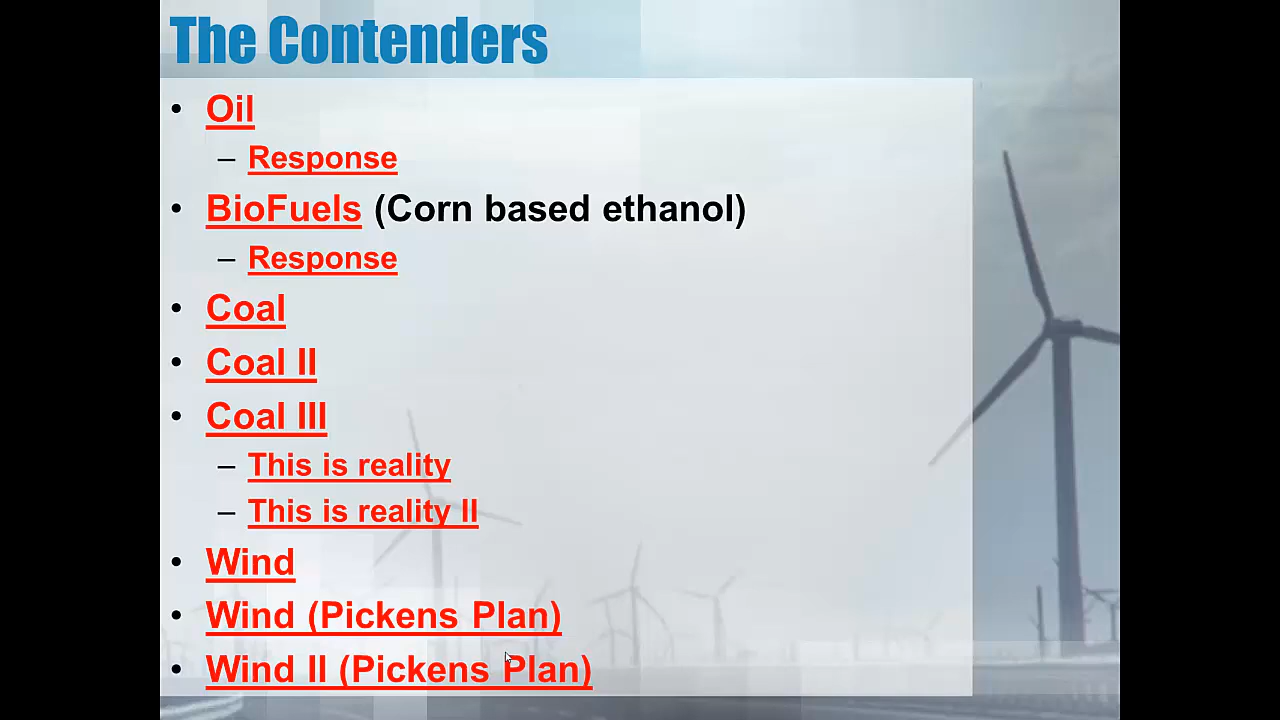 The Contenders
• Oil
– Response
• BioFuels (Corn based ethanol)
– Response
• Coal
• Coal II
• Coal III
– This is reality
– This is reality II
• Wind
• Wind (Pickens Plan)
• Wind II (Pickens Plan)